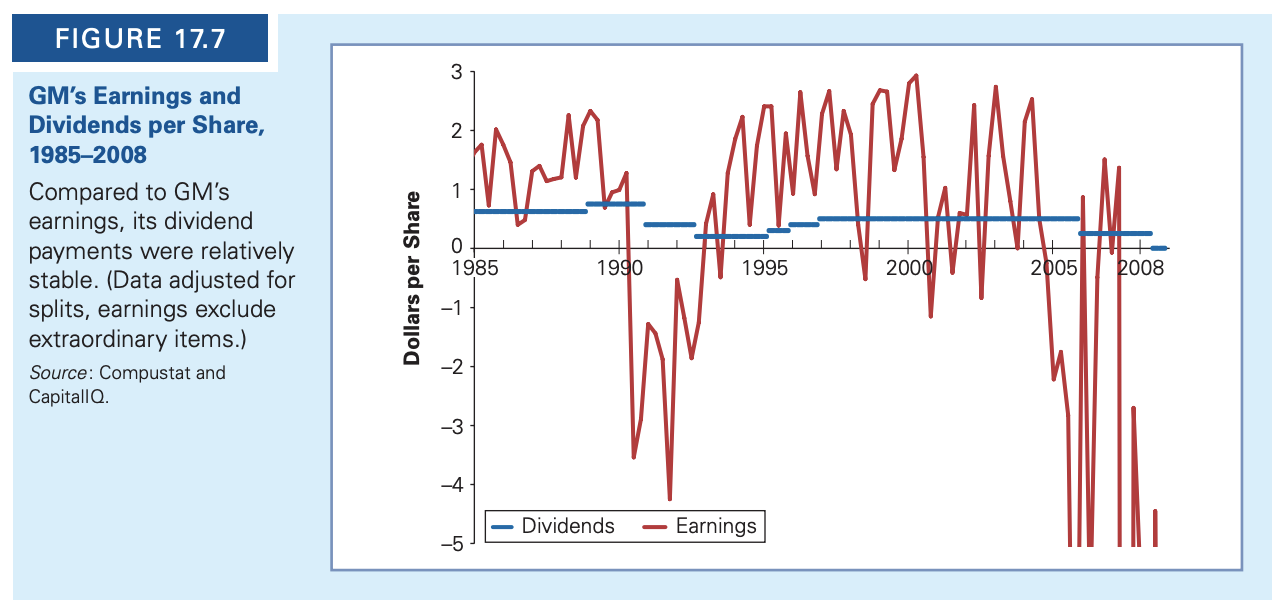 FIGURE 17.7
GM’s Earnings and
Dividends per Share,
1985–2008
Compared to GM’s
earnings, its dividend
payments were relatively
stable. (Data adjusted for
splits, earnings exclude
extraordinary items.)
Source: Compustat and
CapitalIQ.
Dollars per Share
3
2
1
0
–1
–2
–3
–4
–5
1985
1990
1995
2000
2005
2008
Dividends
Earnings